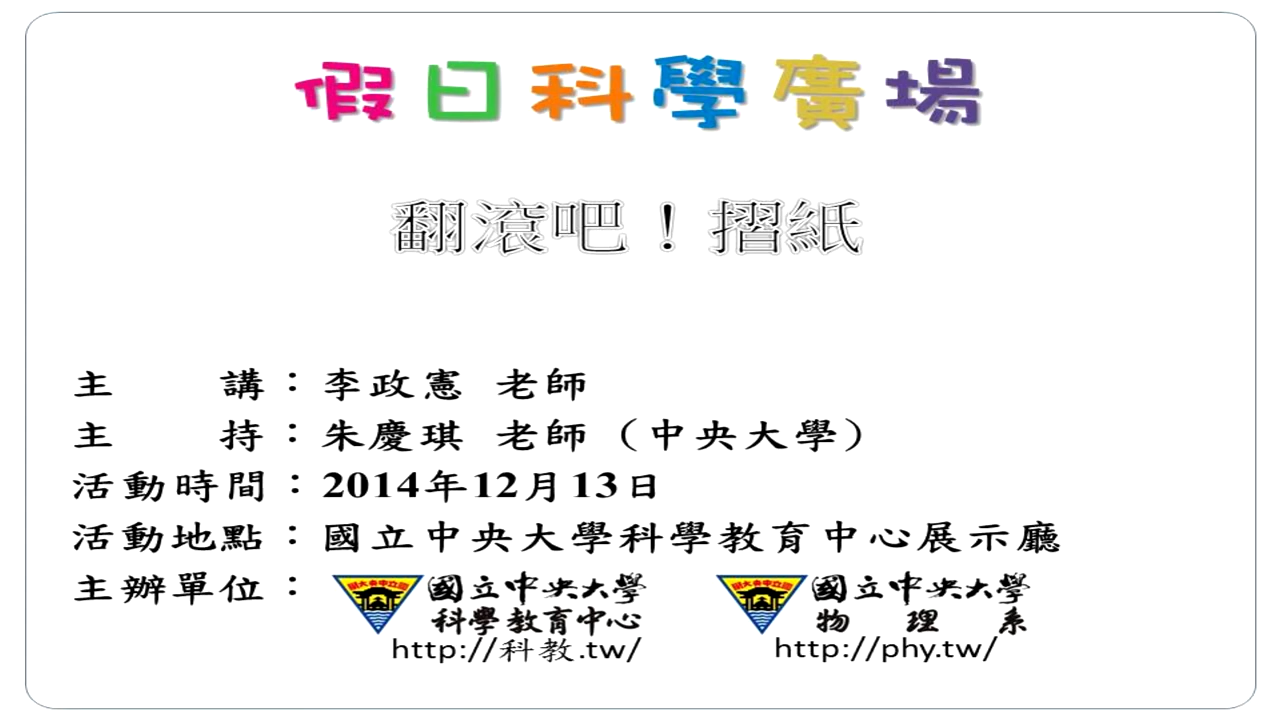 假日科學廣場
翻滾吧！摺紙
主講：李政憲 老師
主持：朱慶琪 老師（中央大學）
活動時間：2014年12月13日
活動地點：國立中央大學科學教育中心展示廳
主辦單位：
國立中央大學
科學教育中心
http://科教.tw/
國立中央大學
物理系
http://phy.tw/